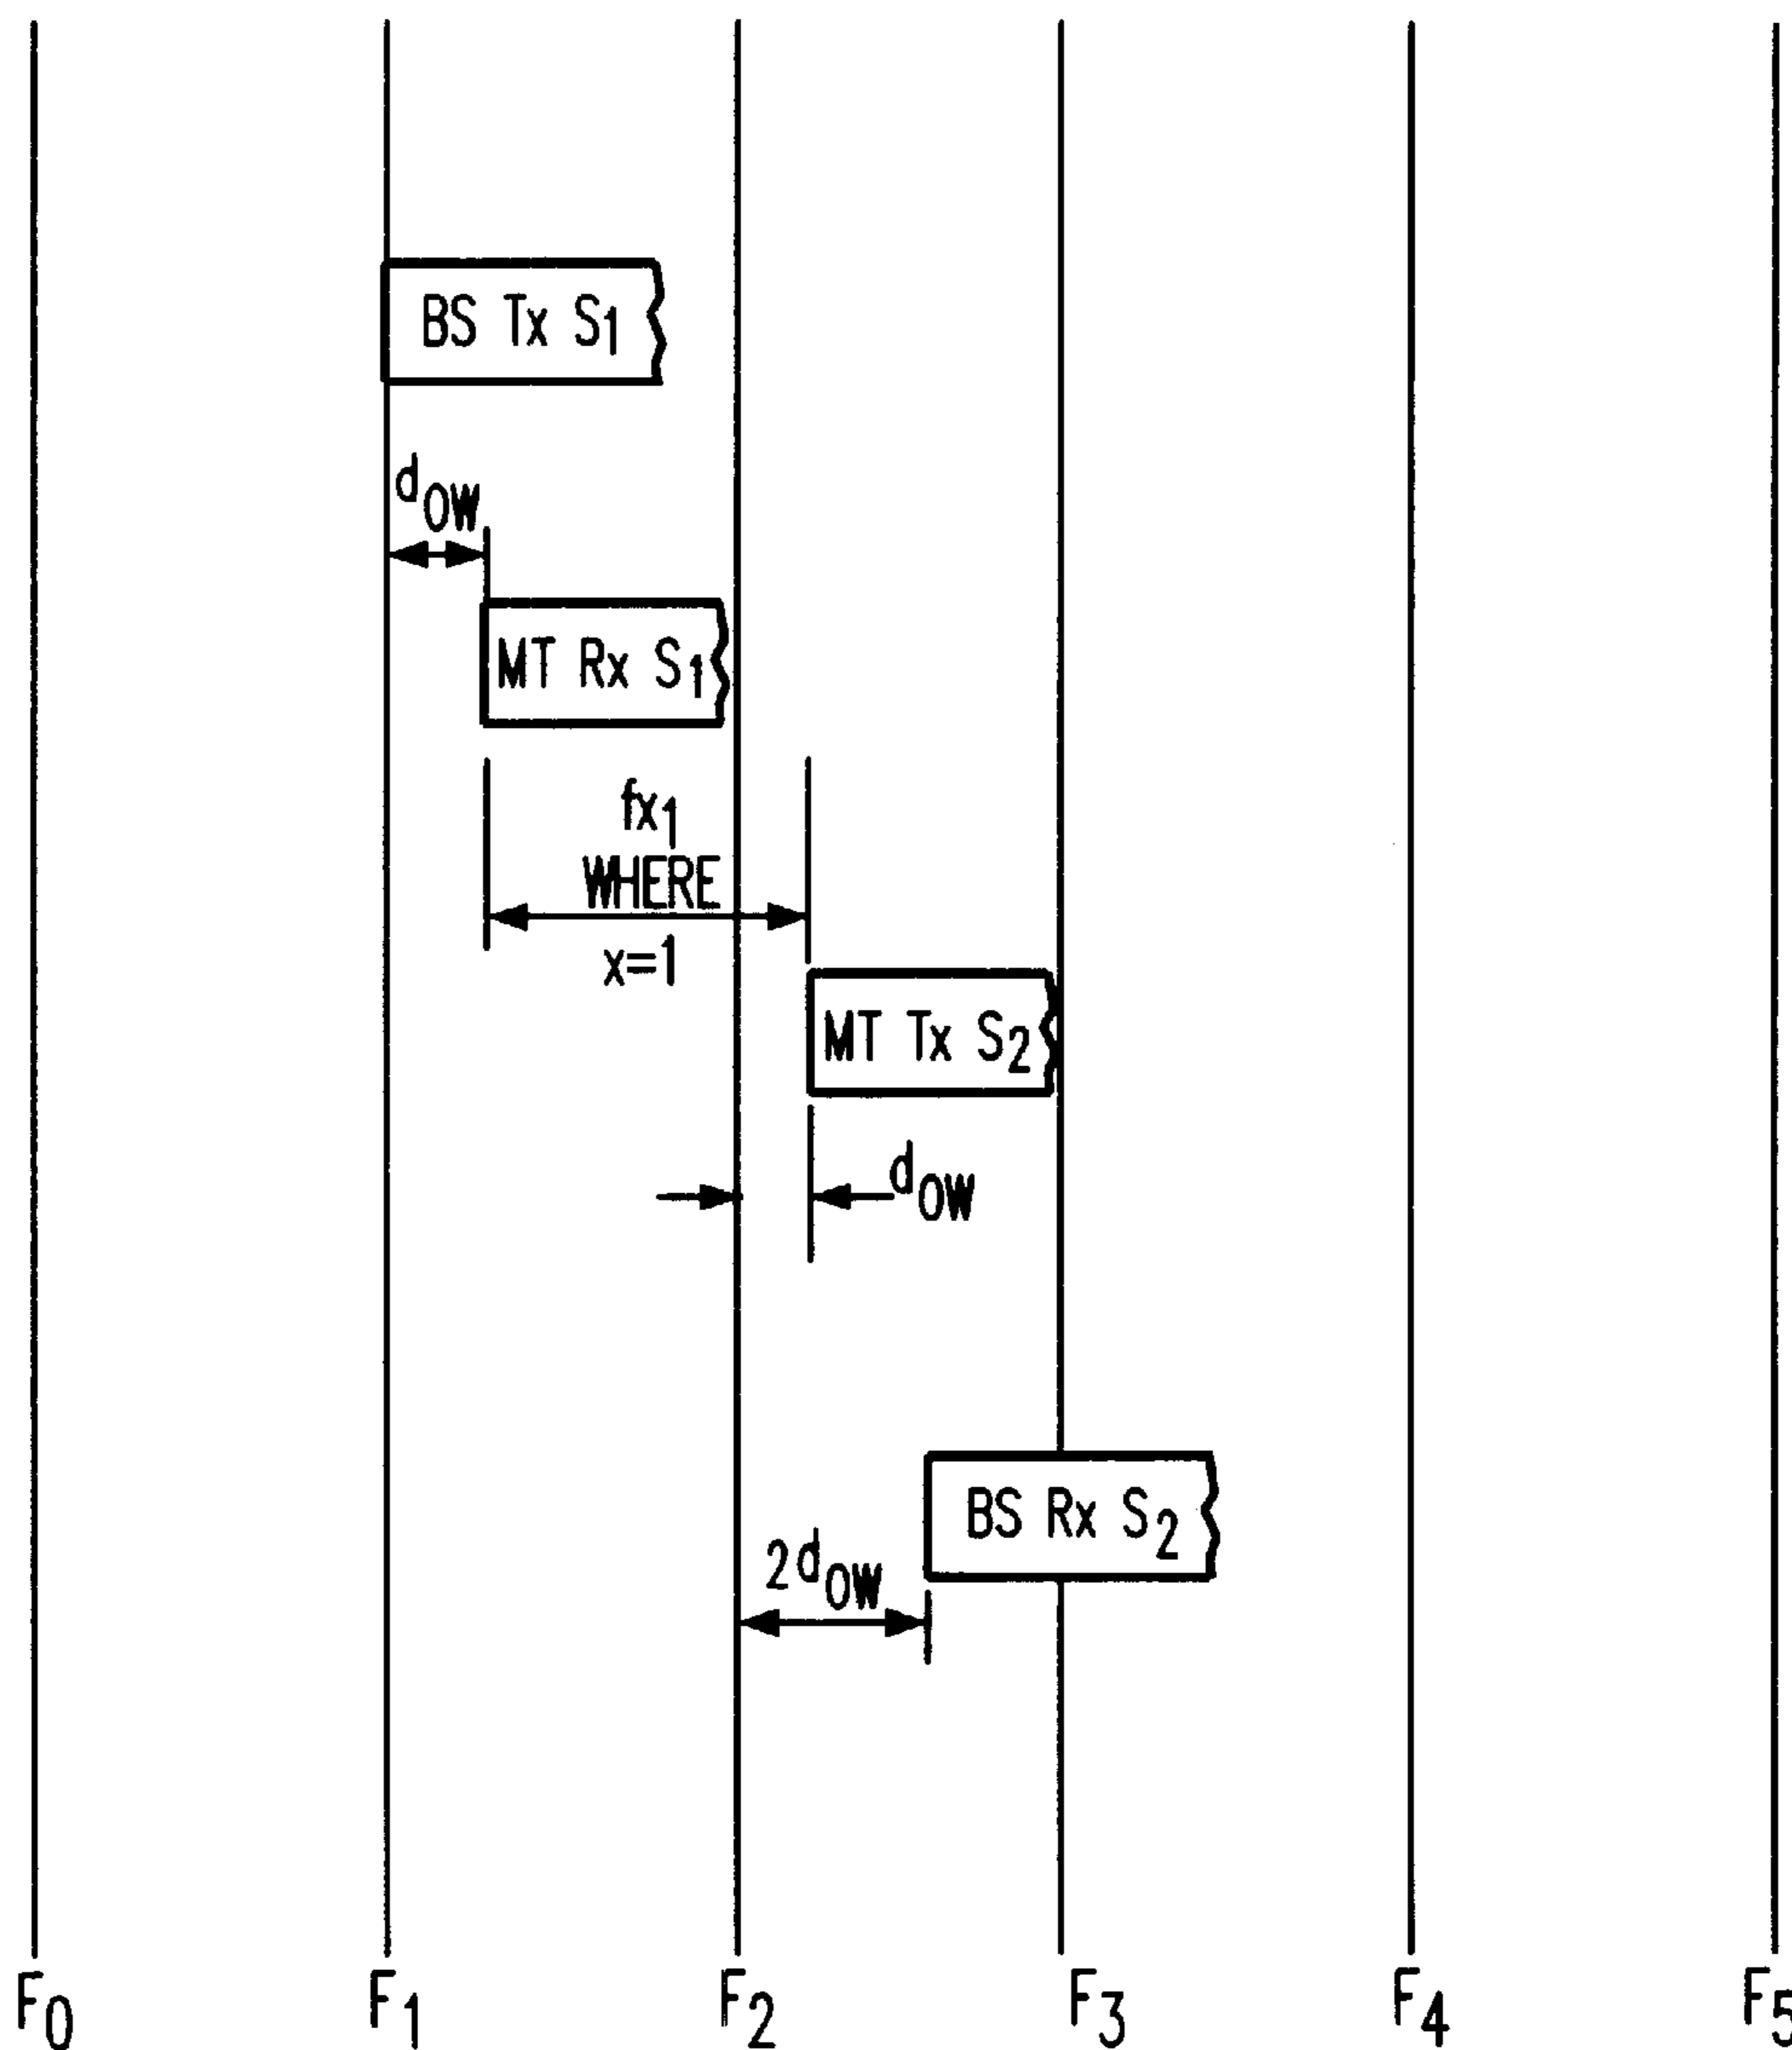 BS Tx S1
dOW
MT Rx S1
fx1
WHERE
x=1
MT Tx S2
dOW
BS Rx S2
2dOW
F0 F1 F2 F3 F4 F5